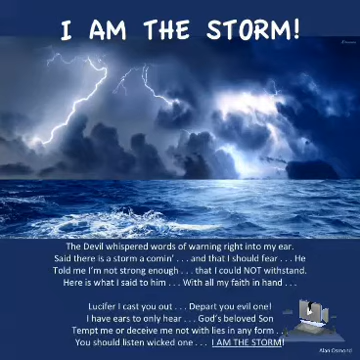 I AM THE STORM!
The Devil whispered words of warning right into my ear.
Said there is a storm a comin' . . . and that I should fear . . . He
Told me I'm not strong enough . . . that I could NOT withstand.
Here is what I said to him . . . With all my faith in hand . . .
Lucifer I cast you out . . . Depart you evil one!
I have ears to only hear . . . God's beloved Son
Tempt me or deceive me not with lies in any form . .
You should listen wicked one . . . I AM THE STORM!
Alan Osmond